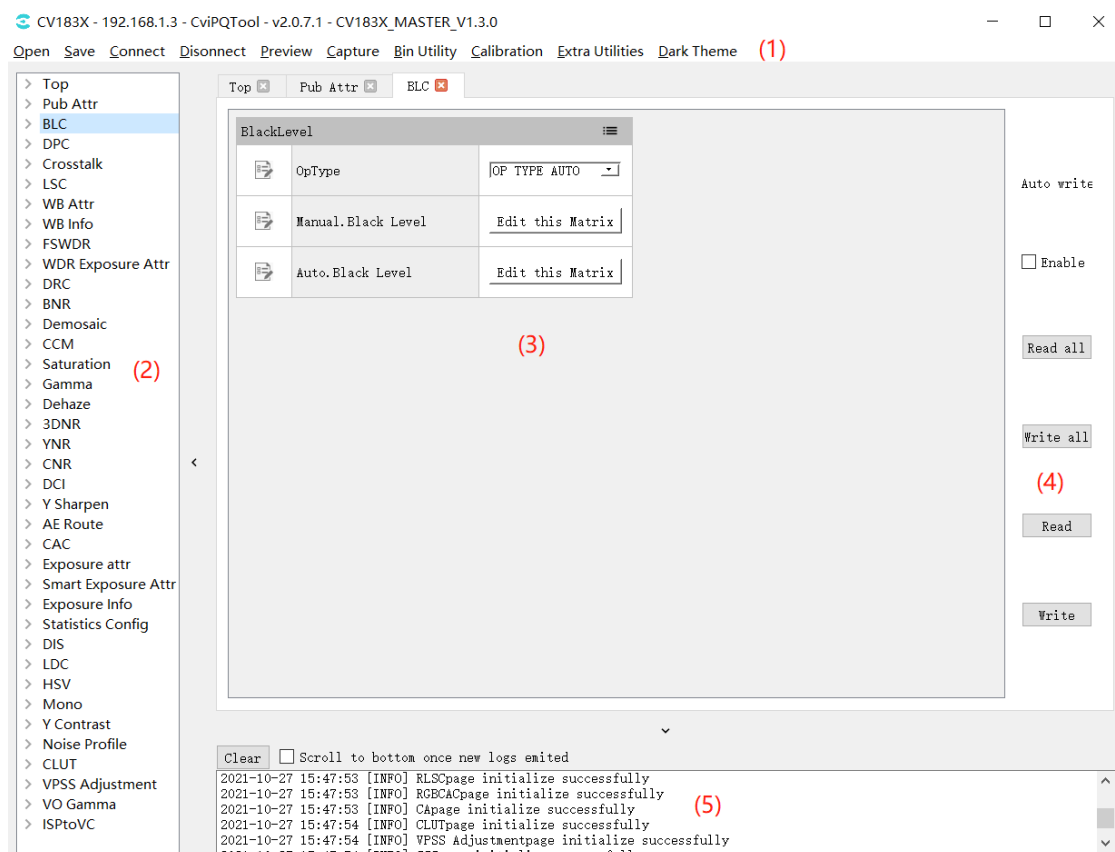 CV183X - 192.168.1.3 - CviPQTool - v2.0.7.1 - CV183X_MASTER_V1.3.0
Open Save Connect Disonnect Preview Capture Bin Utility Calibration Extra Utilities Dark Theme (1)
Top
Pub Attr
BLC
DPC
Crosstalk
LSC
WB Attr
WB Info
FSWDR
WDR Exposure Attr
DRC
BNR
Demosaic
CCM
Saturation
(2)
Gamma
Dehaze
3DNR
YNR
CNR
DCI
Y Sharpen
AE Route
CAC
Exposure attr
Smart Exposure Attr
Exposure Info
Statistics Config
DIS
LDC
HSV
Mono
Y Contrast
Noise Profile
CLUT
VPSS Adjustment
VO Gamma
ISPtoVC
Top Pub Attr BLC
BlackLevel
OpType OP TYPE AUTO
Manual.Black Level Edit this Matrix
Auto.Black Level Edit this Matrix
(3)
Auto write
Enable
Read all
Write all
(4)
Read
Write
Clear Scroll to bottom once new logs emited
2021-10-27 15:47:53 [INFO] RLSCpage initialize successfully
2021-10-27 15:47:53 [INFO] RGBCACpage initialize successfully
2021-10-27 15:47:53 [INFO] CApage initialize successfully
(5)
2021-10-27 15:47:54 [INFO] CLUTpage initialize successfully
2021-10-27 15:47:54 [INFO] VPSS Adjustmentpage initialize successfully